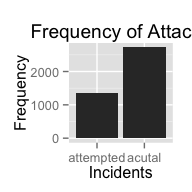 Frequency of Attac
Frequency
2000
1000
0
attempted acutal
Incidents